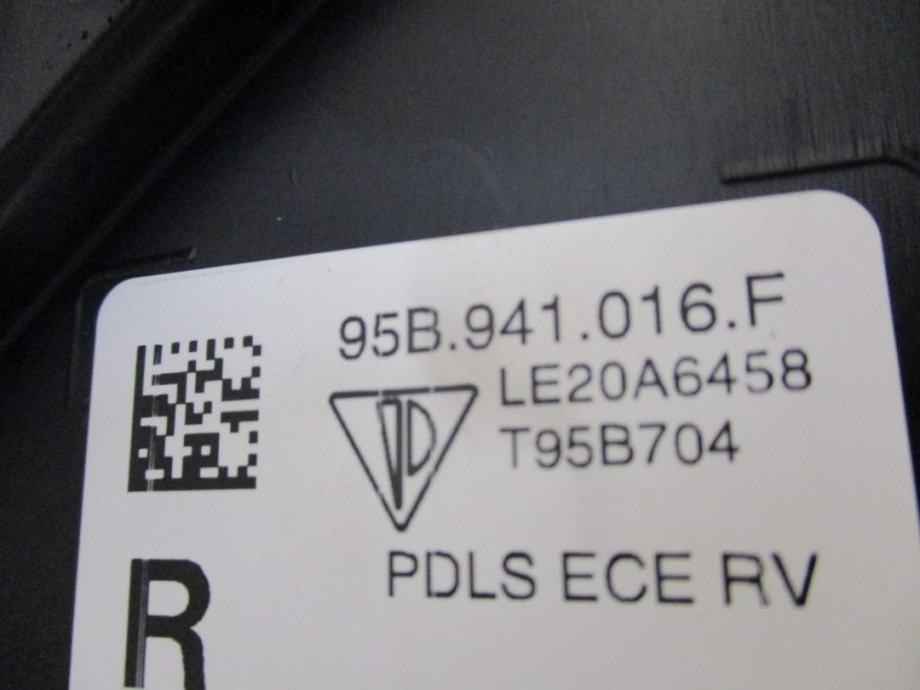 95B.941.016.F
LE20A6458
T95B704
PDLS ECE RV
R